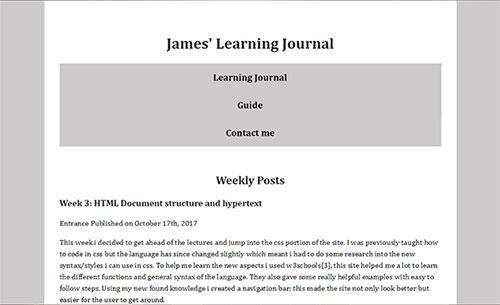 James' Learning Journal
Learning Journal
Guide
Contact me
Weekly Posts
Week 3: HTML Document structure and hypertext
Entrance Published on October 17th, 2017
This week i decided to get ahead of the lectures and jump into the css portion of the site. I was previously taught how
to code in css but the language has since changed slightly which meant i had to do some research into the new
syntax/styles i can use in css. To help me learn the new aspects i used w3schools[3], this site helped me a lot to learn
the different functions and general syntax of the language. They also gave some really helpful examples with easy to
follow steps. Using my new found knowledge i created a navigation bar; this made the site not only look better but
easier for the user to get around.